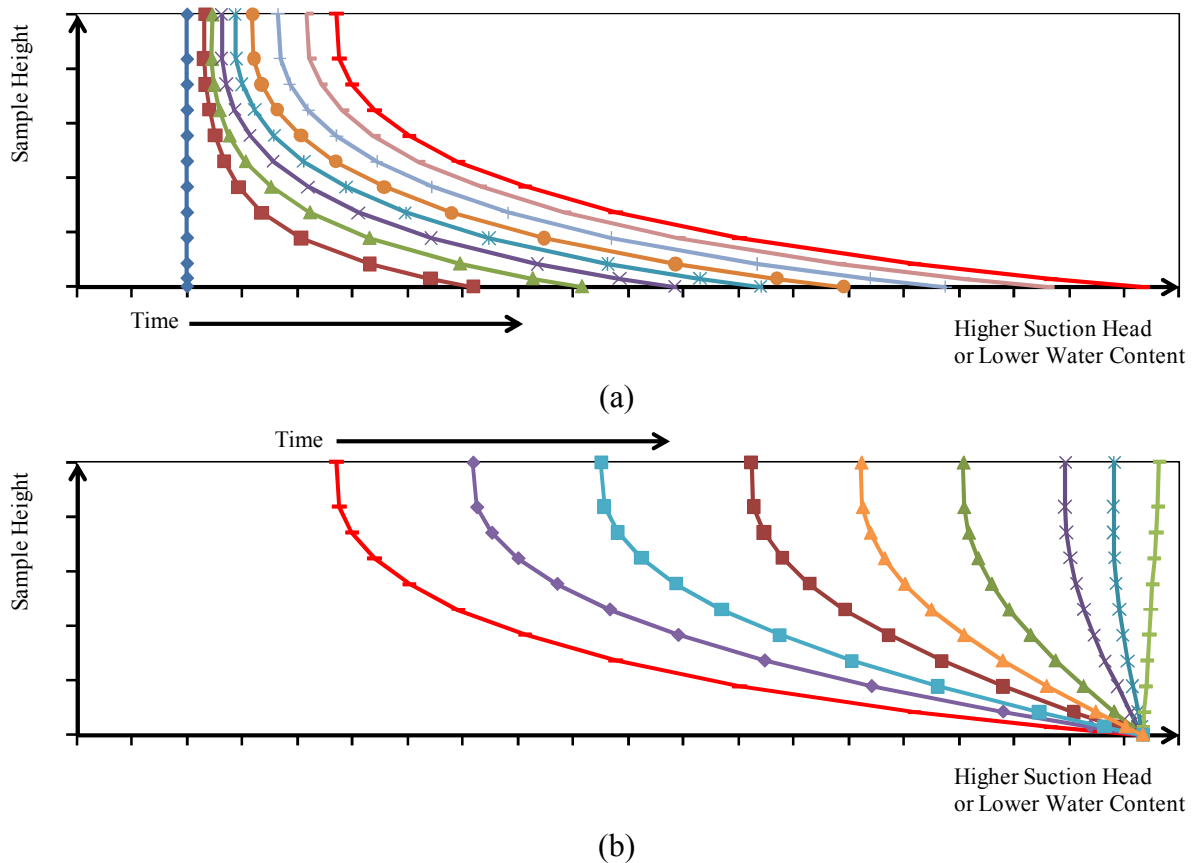 Sample Height
Time
Higher Suction Head
or Lower Water Content
(a)
Time
Sample Height
Higher Suction Head
or Lower Water Content
(b)